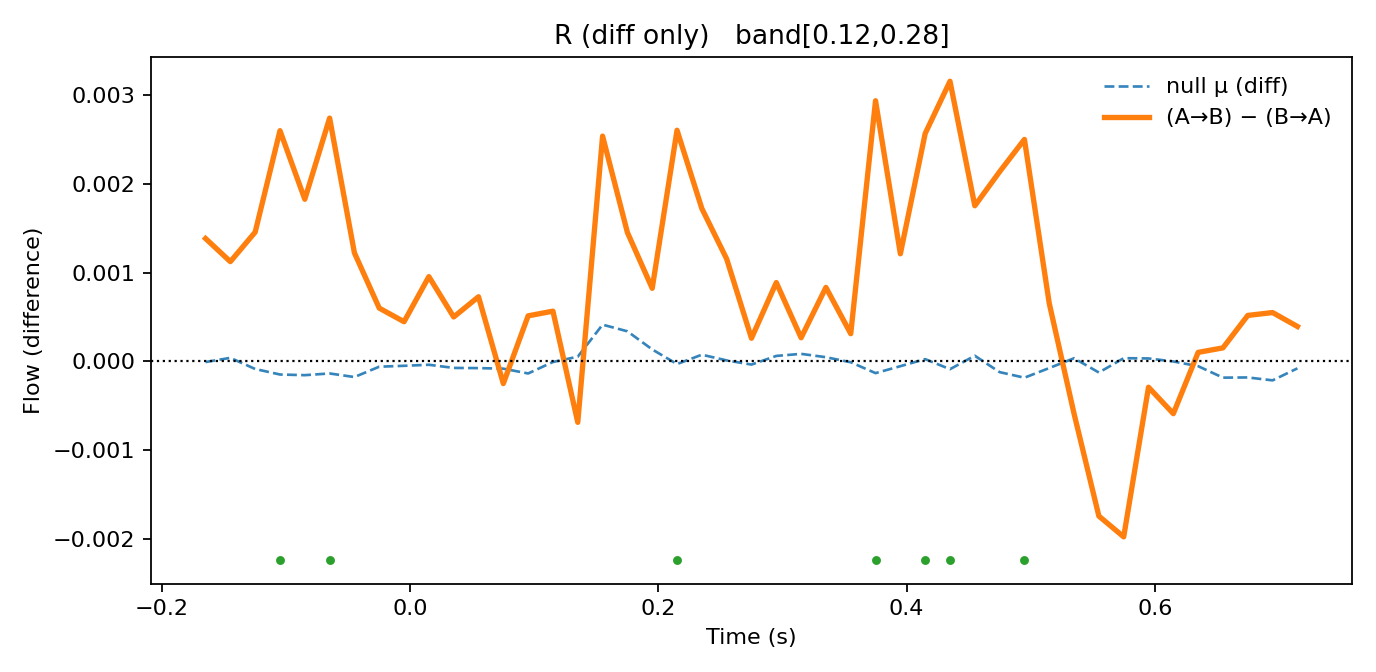 R (diff only)   band[0.12,0.28]
null μ (diff)
(A→B) − (B→A)
Flow (difference)
0.003
0.002
0.001
0.000
−0.001
−0.002
−0.2
0.0
0.2
0.4
0.6
Time (s)